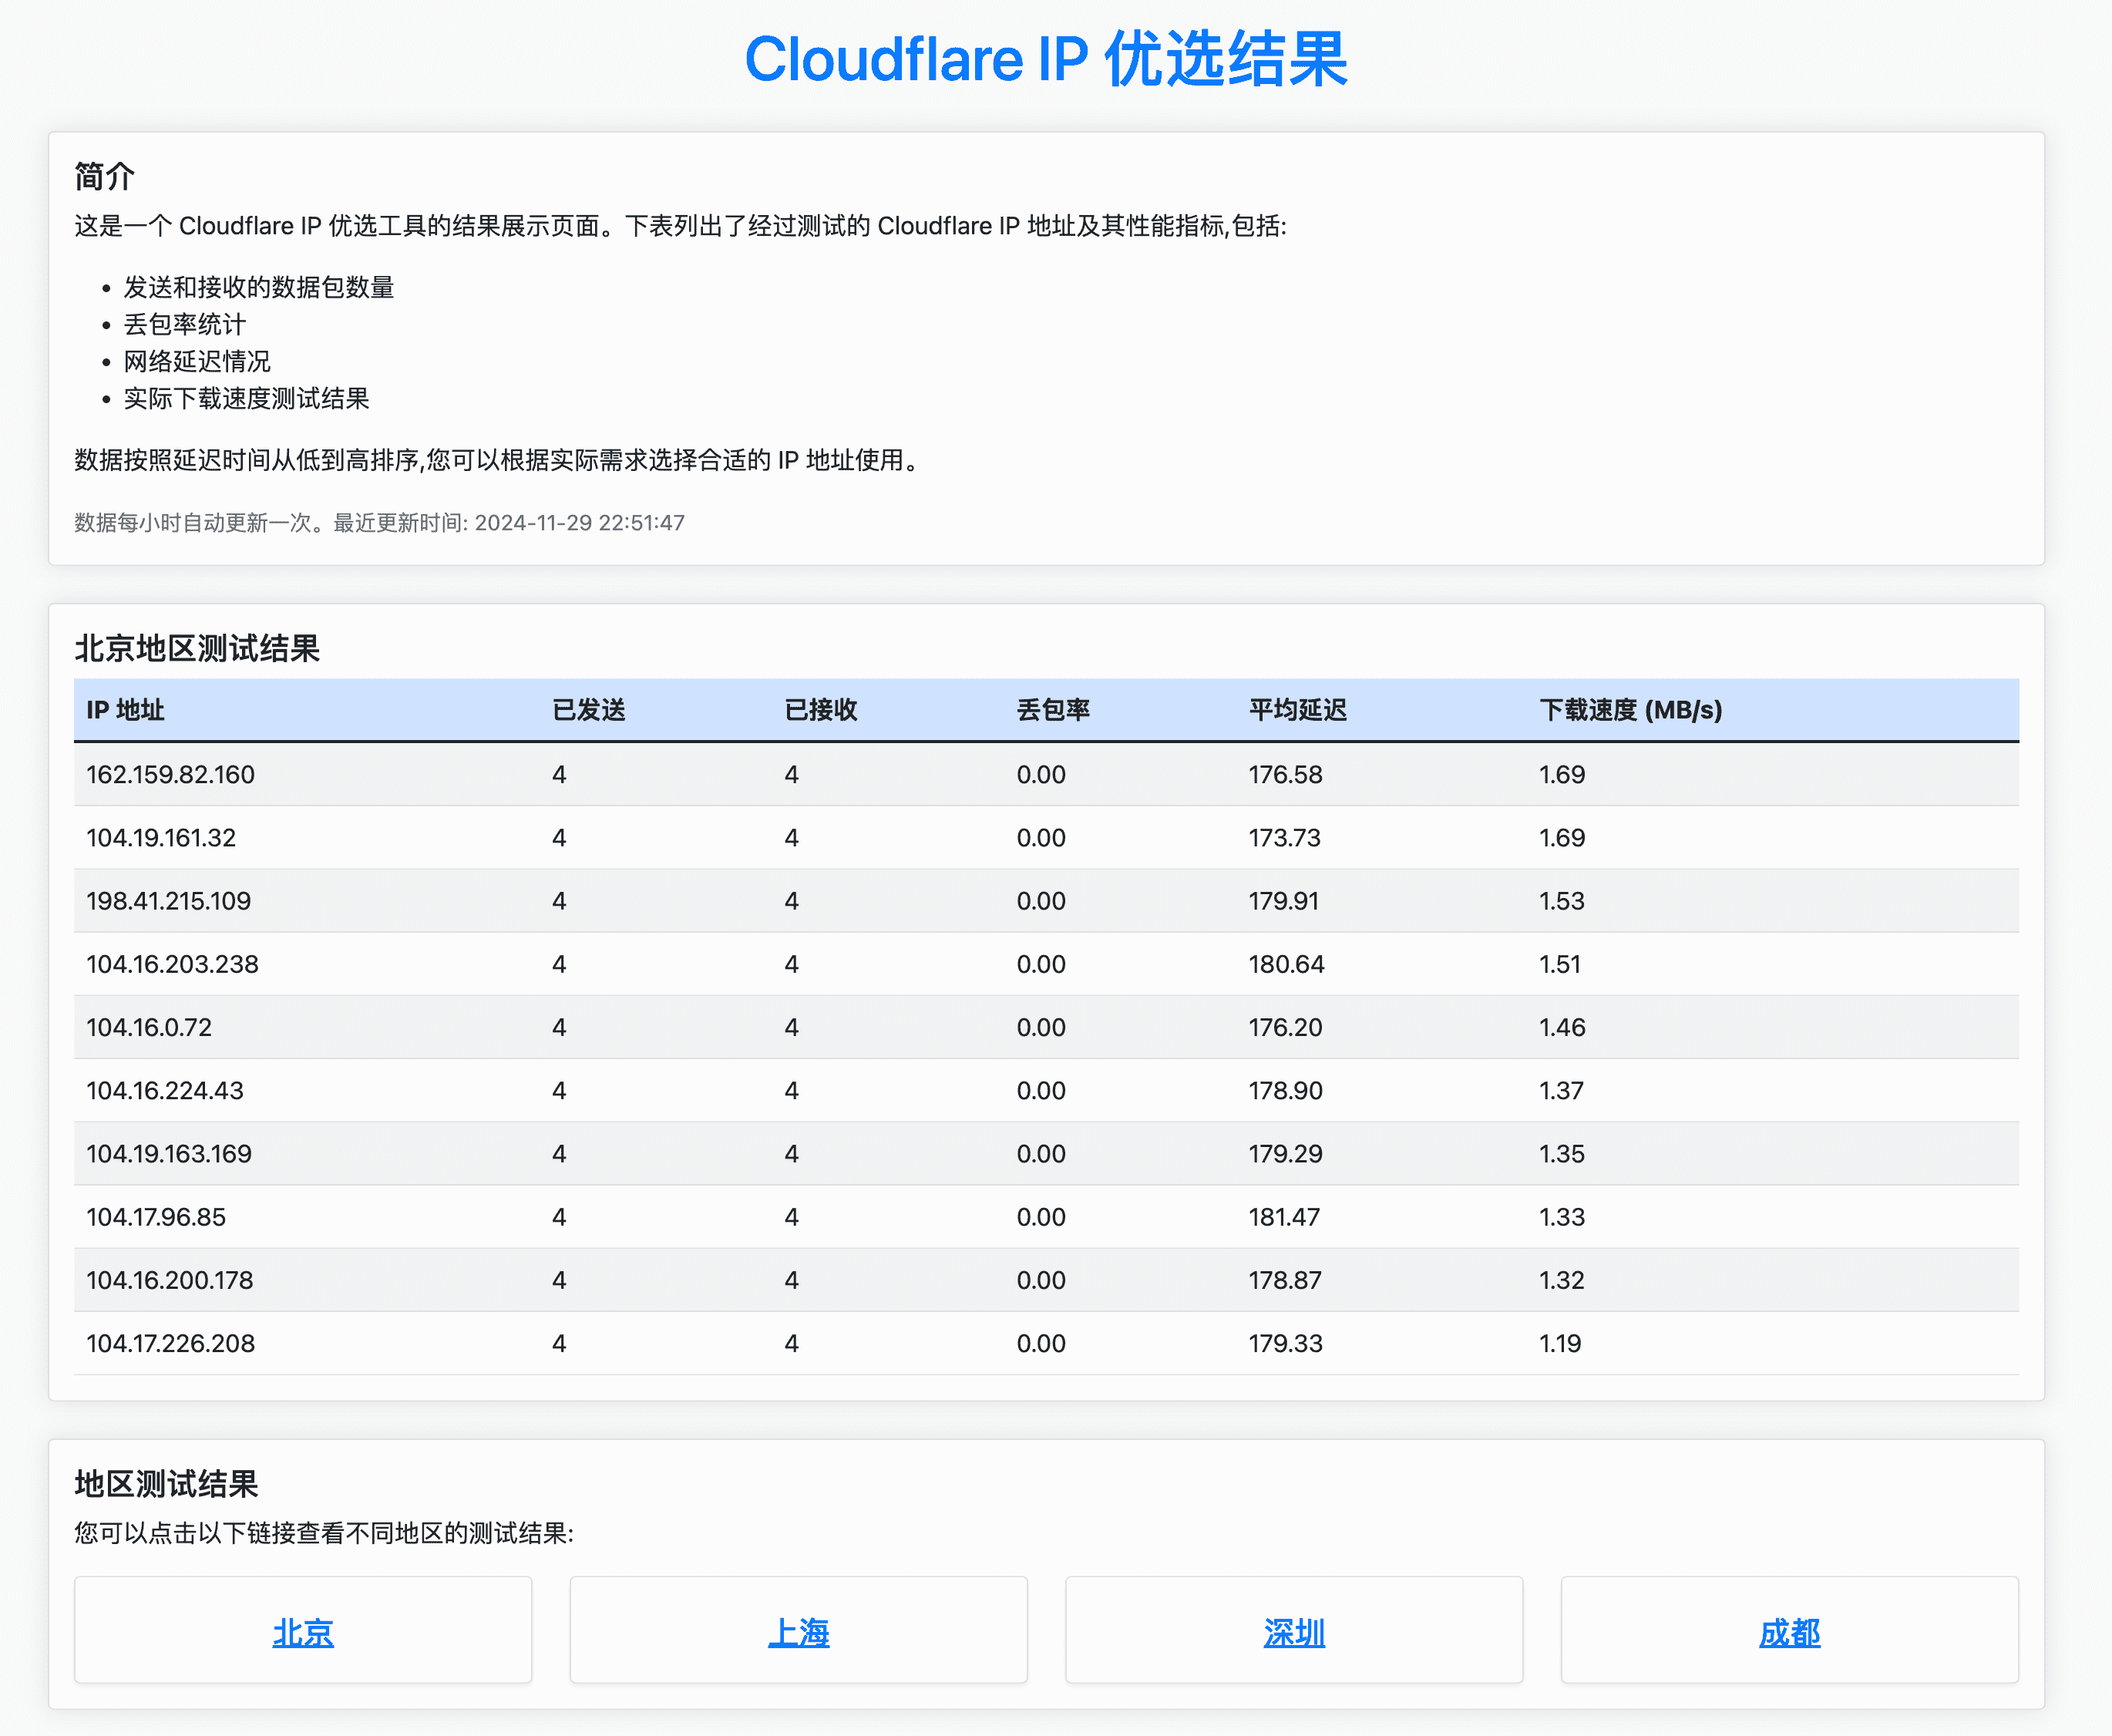 Cloudflare IP 优选结果
简介
这是一个 Cloudflare IP 优选工具的结果展示页面。下表列出了经过测试的 Cloudflare IP 地址及其性能指标,包括:
• 发送和接收的数据包数量
• 丢包率统计
• 网络延迟情况
• 实际下载速度测试结果
数据按照延迟时间从低到高排序,您可以根据实际需求选择合适的 IP 地址使用。
数据每小时自动更新一次。最近更新时间: 2024-11-29 22:51:47
北京地区测试结果
IP 地址 已发送 已接收 丢包率 平均延迟 下载速度 (MB/s)
162.159.82.160 4 4 0.00 176.58 1.69
104.19.161.32 4 4 0.00 173.73 1.69
198.41.215.109 4 4 0.00 179.91 1.53
104.16.203.238 4 4 0.00 180.64 1.51
104.16.0.72 4 4 0.00 176.20 1.46
104.16.224.43 4 4 0.00 178.90 1.37
104.19.163.169 4 4 0.00 179.29 1.35
104.17.96.85 4 4 0.00 181.47 1.33
104.16.200.178 4 4 0.00 178.87 1.32
104.17.226.208 4 4 0.00 179.33 1.19
地区测试结果
您可以点击以下链接查看不同地区的测试结果:
北京 上海 深圳 成都